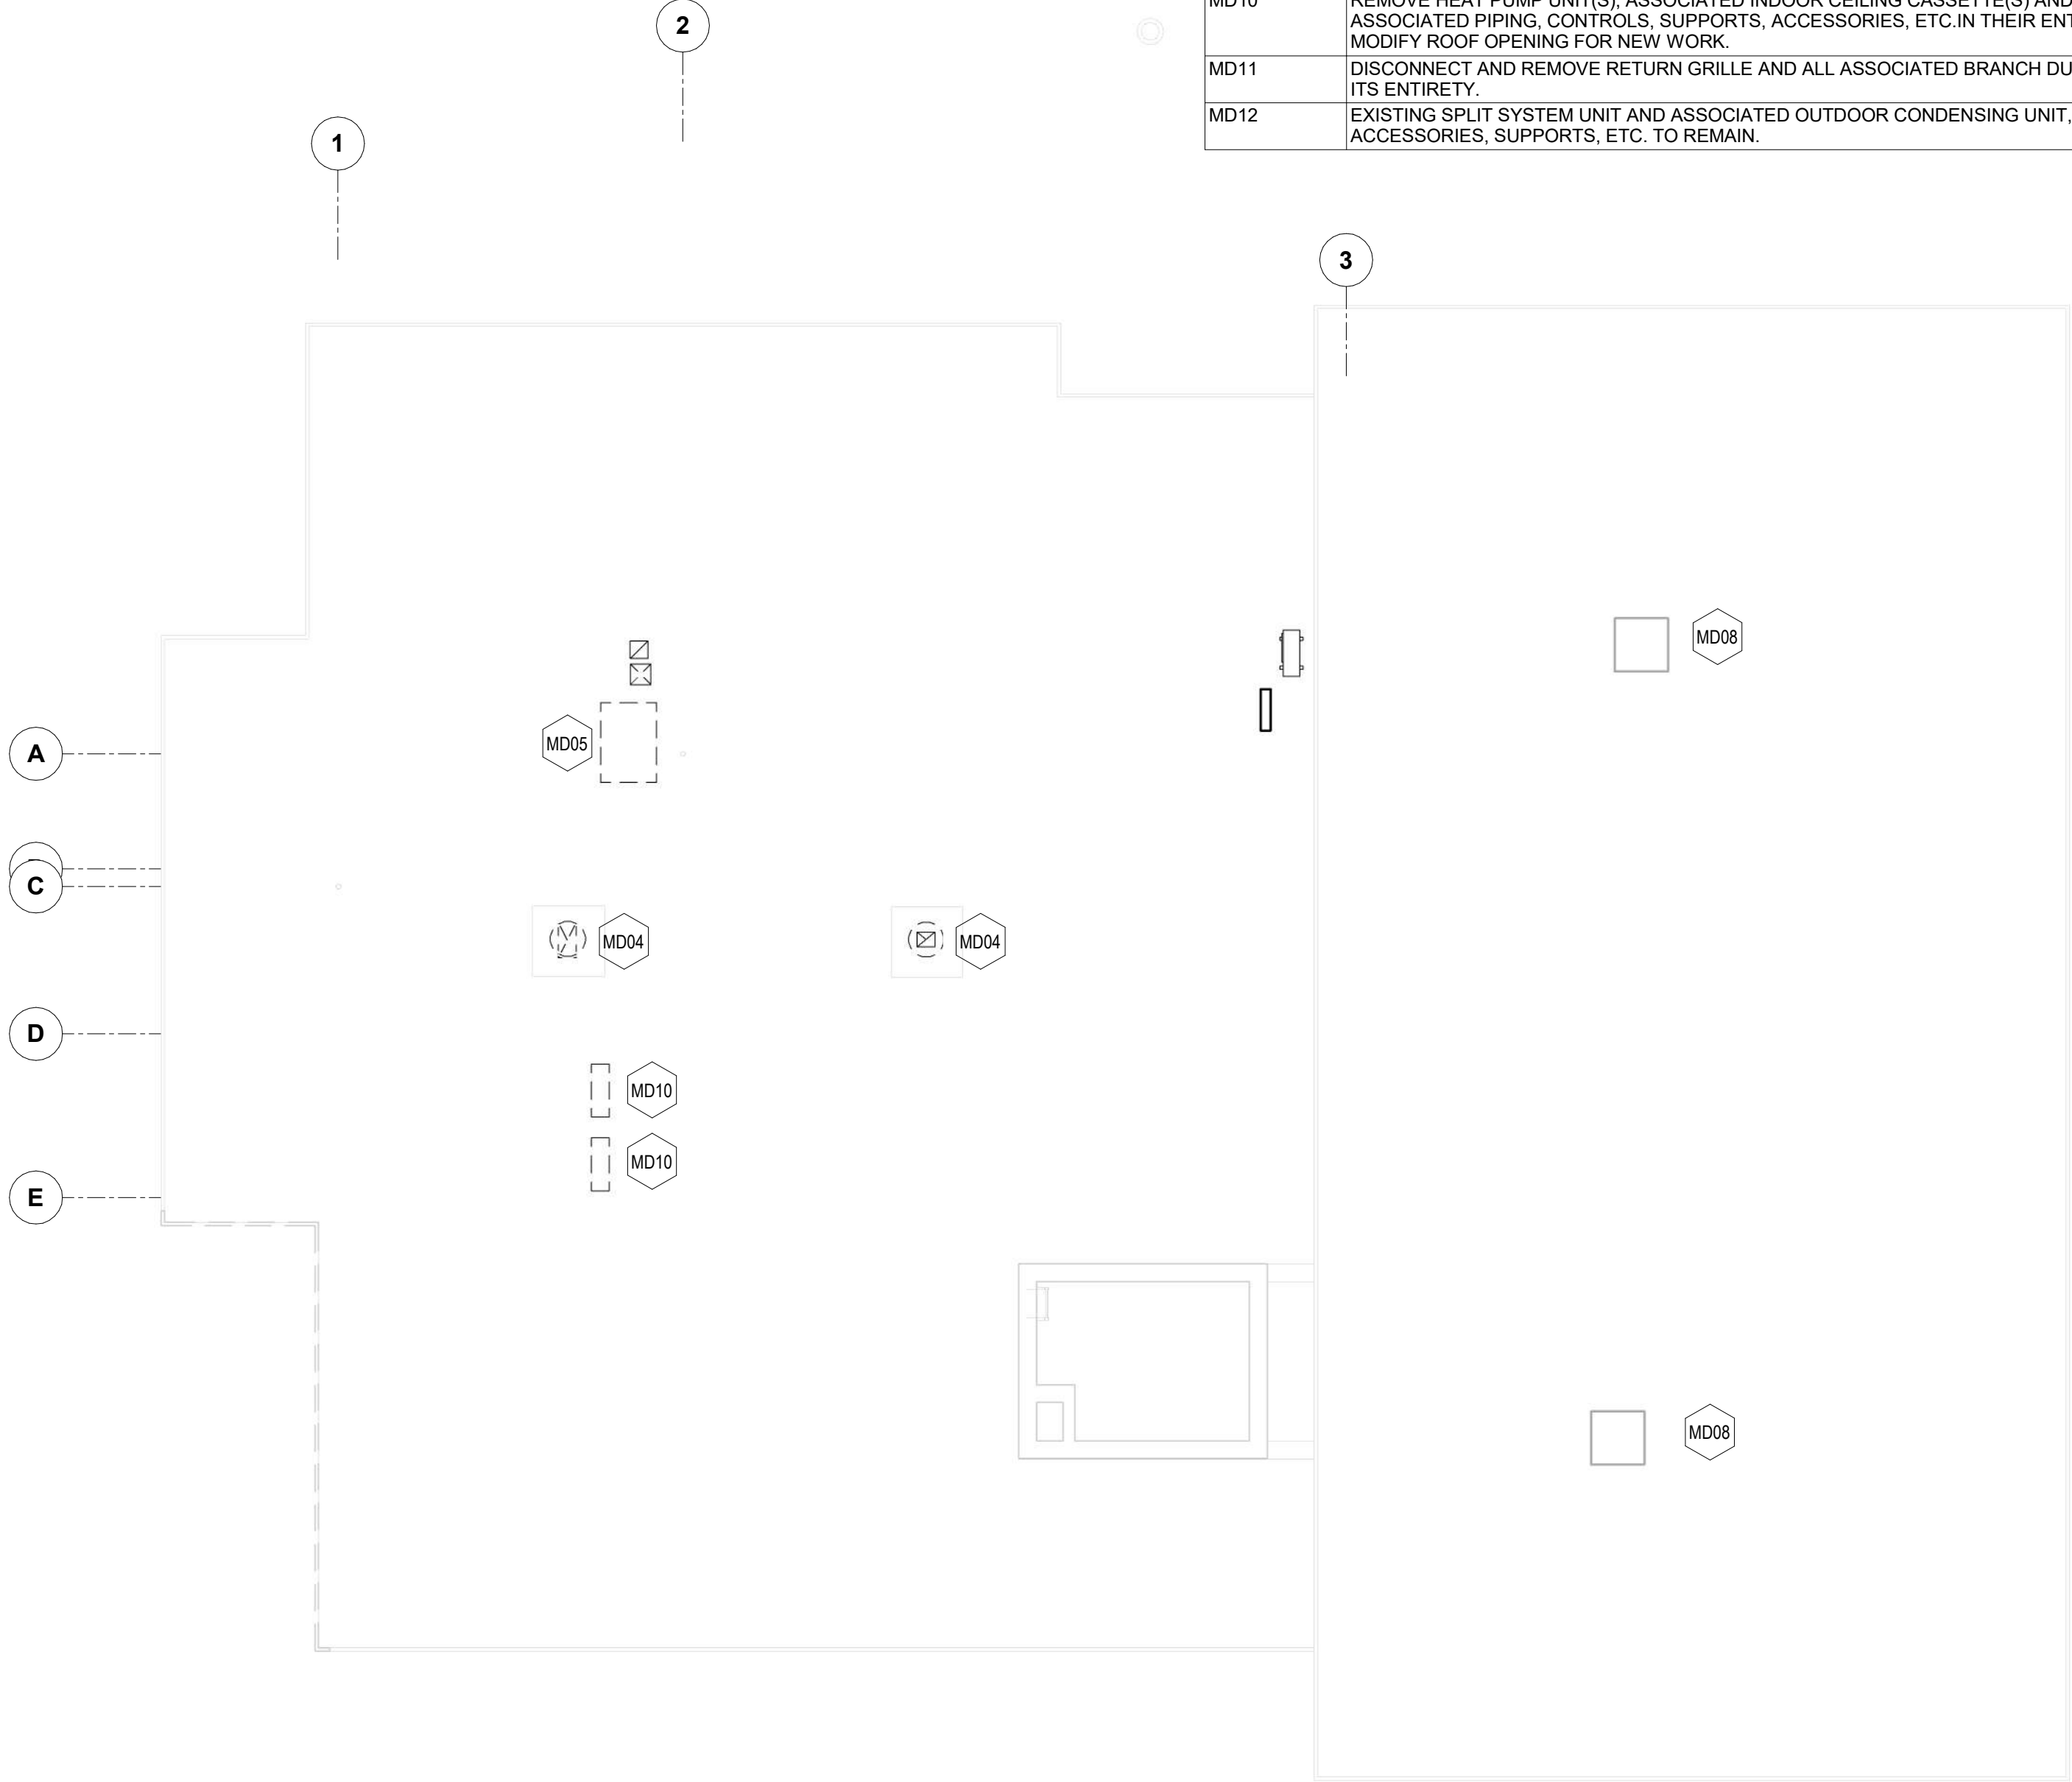 2
MD10
REMOVE HEAT PUMP UNIT(S), ASSOCIATED INDOOR CEILING CASSETTE(S) AND
ASSOCIATED PIPING, CONTROLS, SUPPORTS, ACCESSORIES, ETC.IN THEIR
MODIFY ROOF OPENING FOR NEW WORK.
MD11
DISCONNECT AND REMOVE RETURN GRILLE AND ALL ASSOCIATED BRANCH
ITS ENTIRETY.
MD12
EXISTING SPLIT SYSTEM UNIT AND ASSOCIATED OUTDOOR CONDENSING UNIT,
ACCESSORIES, SUPPORTS, ETC. TO REMAIN.
1
3
MD08
MD05
A
C
MD04
MD04
D
MD10
MD10
E
MD08